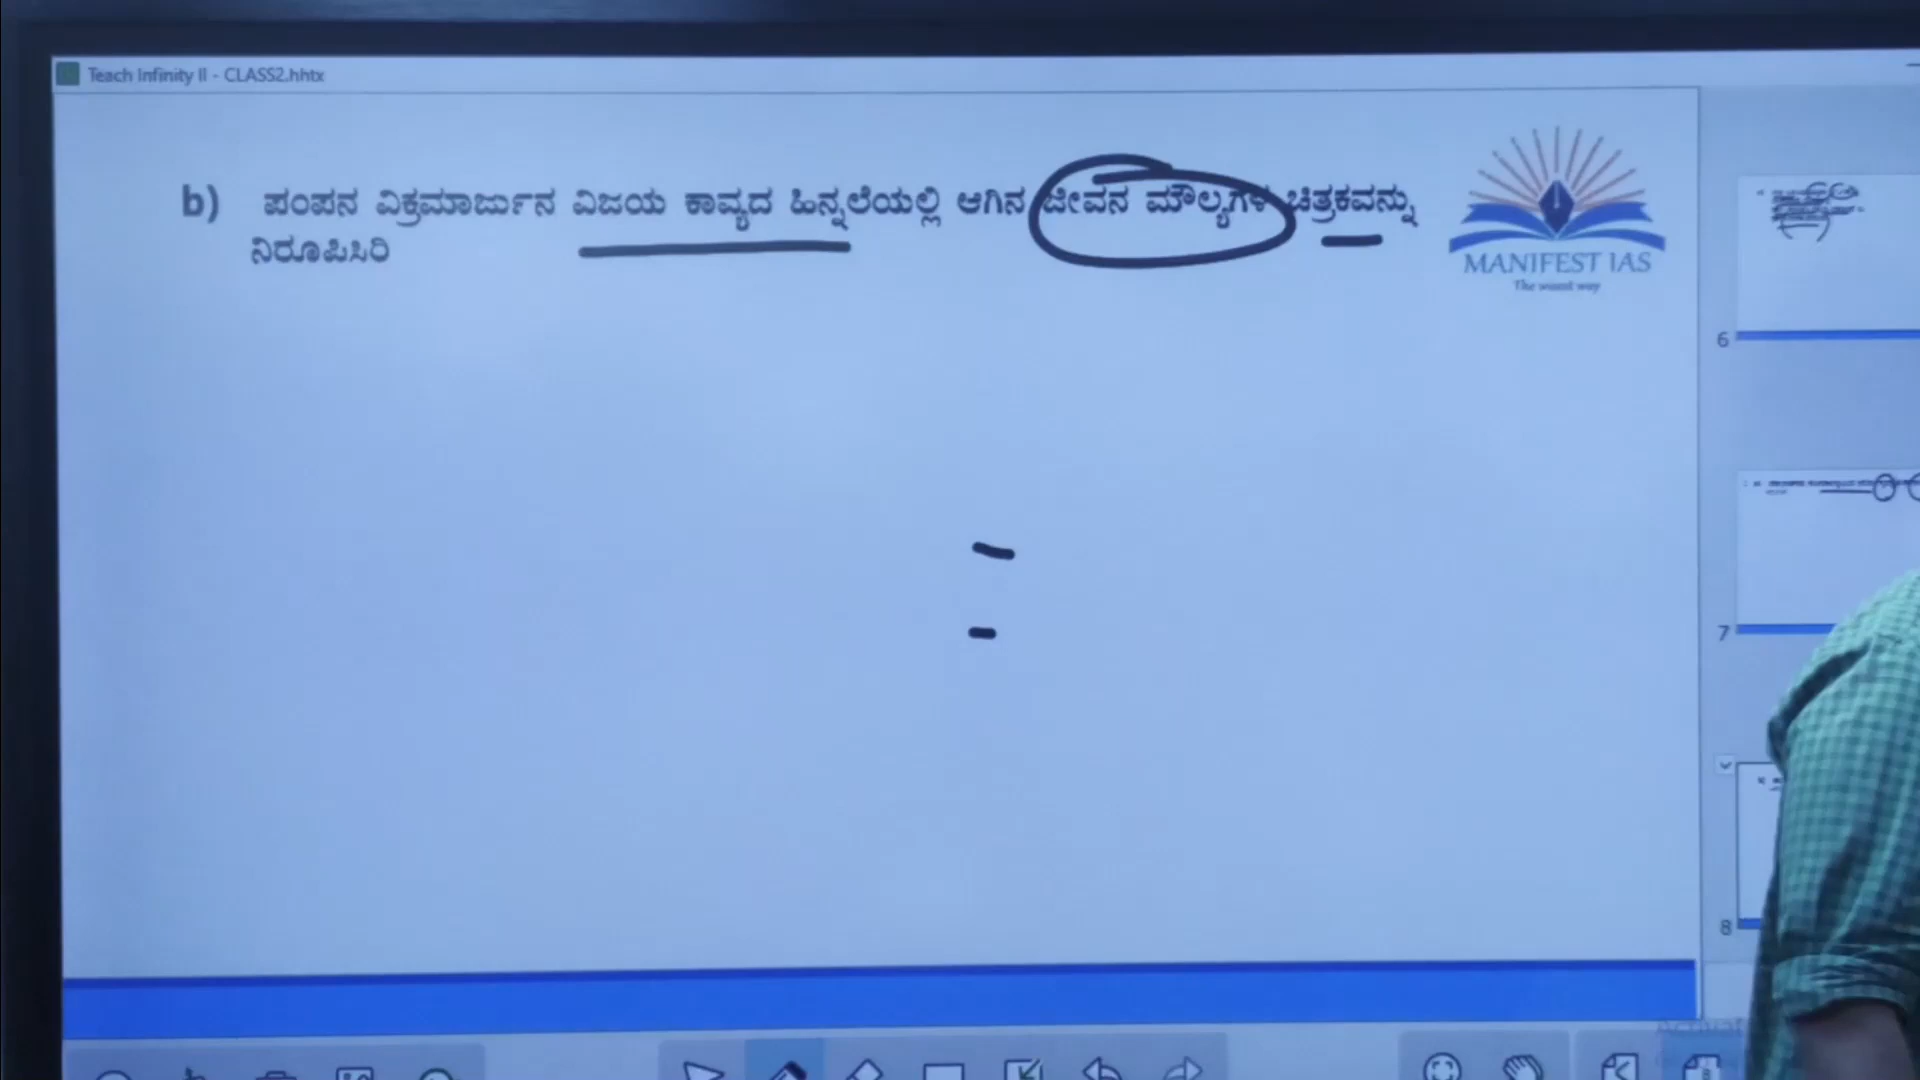 Teach Infinity II - CLASS2.hhtx
b) ಪಂಪನ ವಿಕ್ರಮಾರ್ಜುನ ವಿಜಯ ಕಾವ್ಯದ ಹಿನ್ನಲೆಯಲ್ಲಿ ಆಗಿನ ಜೀವನ ಮೌಲ್ಯಗಳ ಚಿತ್ರಕವನ್ನು
ನಿರೂಪಿಸಿರಿ
MANIFEST IAS
6
7
8